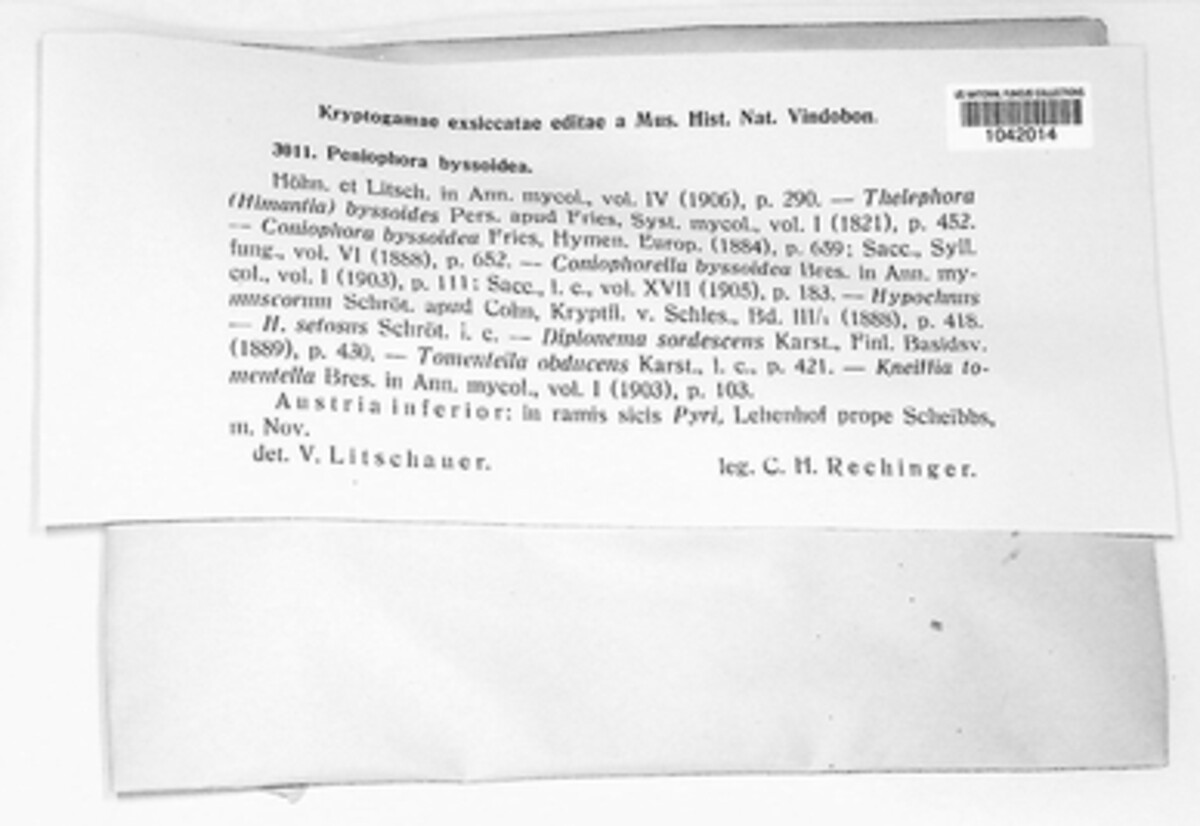 US NATIONAL FUNGUS COLLECTIONS
1042014
Kryptogamae exsiccatae editae a Mus. Hist. Nat. Vindobon.
3011. Peniophora byssoidea.
Höhn. et Litsch. in Ann. mycol., vol. IV (1906), p. 290. — Thelephora
(Himantia) byssoides Pers. apud Fries, Syst. mycol., vol. I (1821), p. 452.
— Coniophora byssoidea Fries, Hymen. Europ. (1884), p. 659; Sacc., Syll.
fung., vol. VI (1888), p. 652. — Coniophorella byssoidea Bres. in Ann. my-
col., vol. I (1903), p. 111; Sacc., l. c., vol. XVII (1905), p. 183. — Hypochnus
muscorum Schröt. apud Cohn, Kryptfl. v. Schles., Bd. III/1 (1888), p. 418.
— H. setosus Schröt. l. c. — Diplonema sordescens Karst., Finl. Basidsv.
(1889), p. 430. — Tomentella obducens Karst., l. c., p. 421. — Kneiffia to-
mentella Bres. in Ann. mycol., vol. I (1903), p. 103.
Austria inferior: in ramis sicis Pyri, Lehenhof prope Scheibbs,
m. Nov.
det. V. Litschauer. leg. C. H. Rechinger.